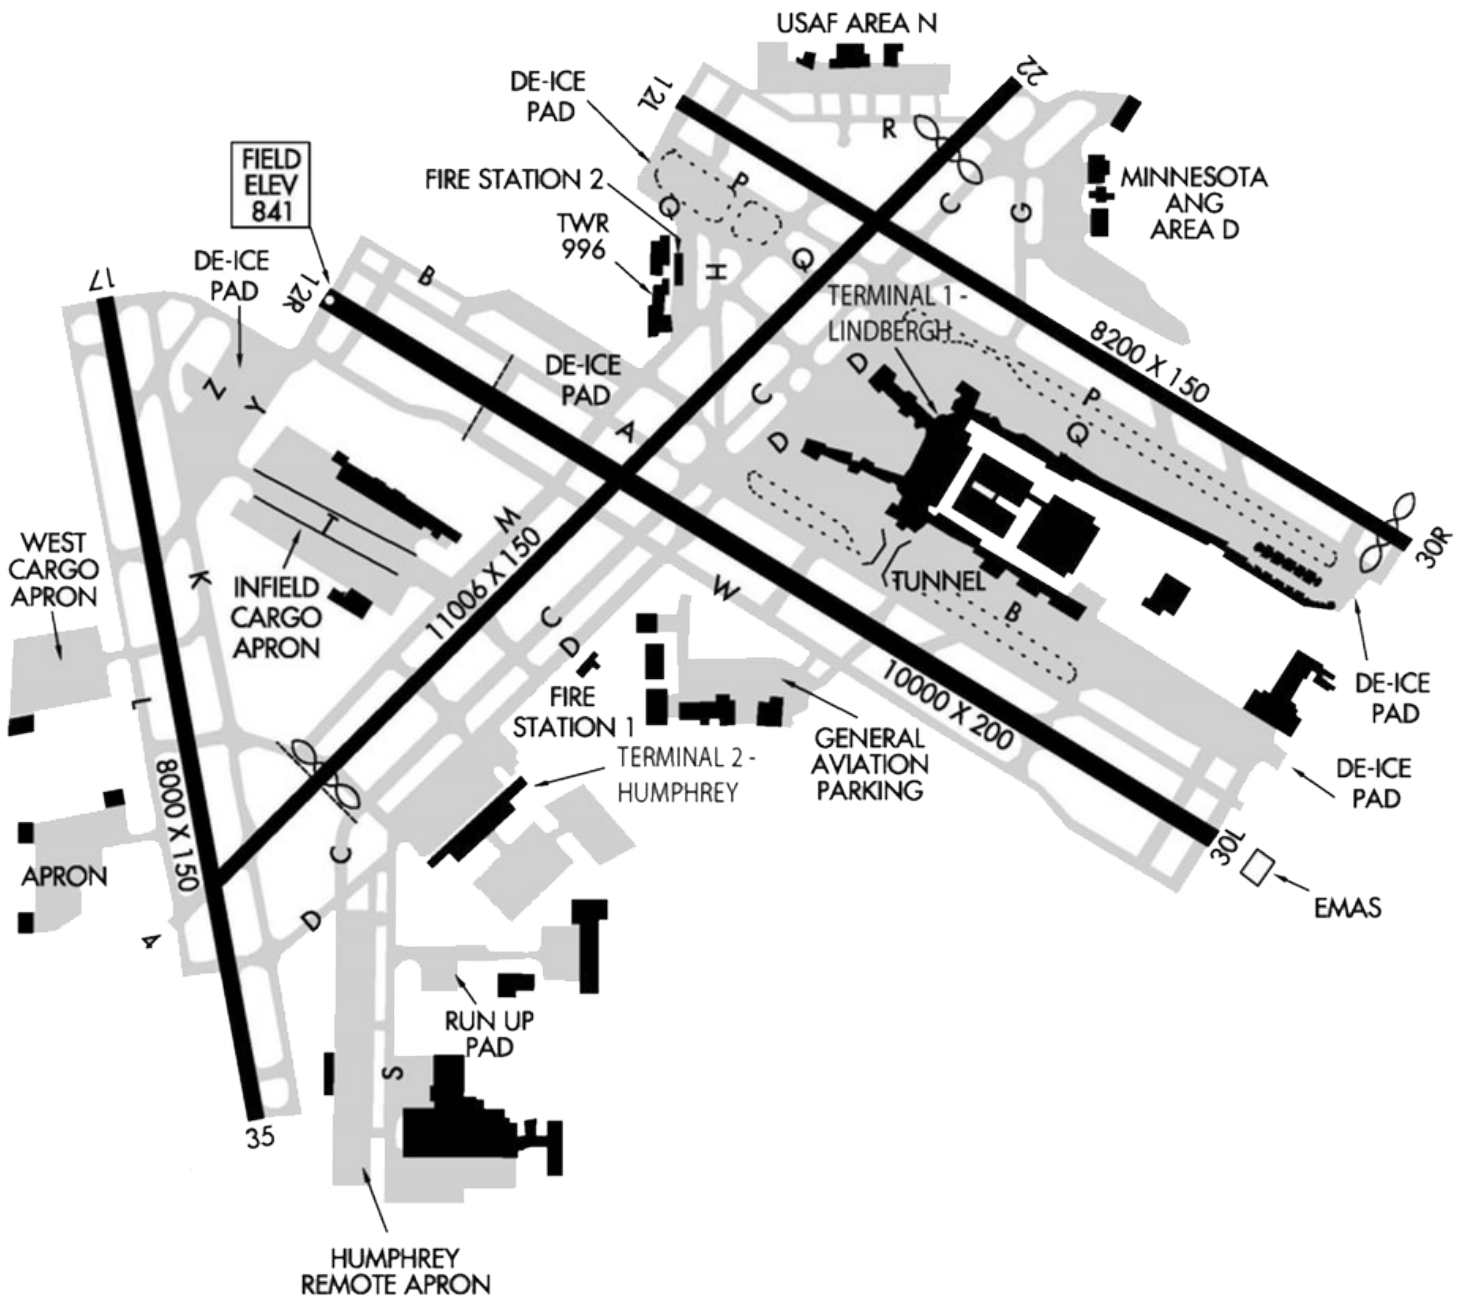 USAF AREA N
22
DE-ICE
PAD
12L
R
FIELD
ELEV
841
FIRE STATION 2
P
MINNESOTA
ANG
AREA D
Q
C
G
TWR
996
DE-ICE
PAD
17
12R
B
H
Q
TERMINAL 1 -
LINDBERGH
8200 X 150
DE-ICE
PAD
D
Z
Y
C
P
A
D
Q
M
I
30R
WEST
CARGO
APRON
K
INFIELD
CARGO
APRON
11006 X 150
TUNNEL
W
B
C
D
FIRE
STATION 1
L
10000 X 200
DE-ICE
PAD
GENERAL
AVIATION
PARKING
TERMINAL 2 -
HUMPHREY
DE-ICE
PAD
8000 X 150
30L
C
APRON
EMAS
D
4
RUN UP
PAD
S
35
HUMPHREY
REMOTE APRON